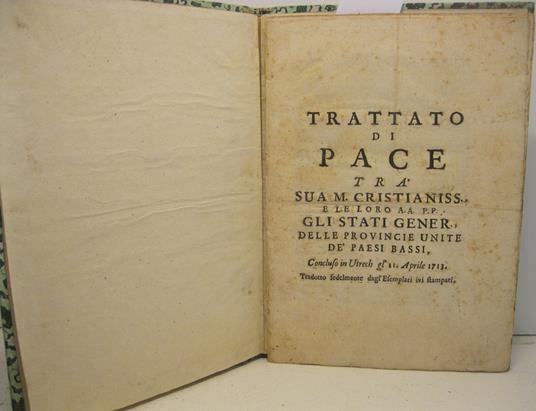 TRATTATO
DI
PACE
TRA'
SUA M. CRISTIANISS.,
E LE LORO A.A. P.P.,
GLI STATI GENER.,
DELLE PROVINCIE UNITE
DE' PAESI BASSI,
Concluso in Utrech gl' 11. Aprile 1713.
Tradotto fedelmente dagl'Esemplari ivi stampati.